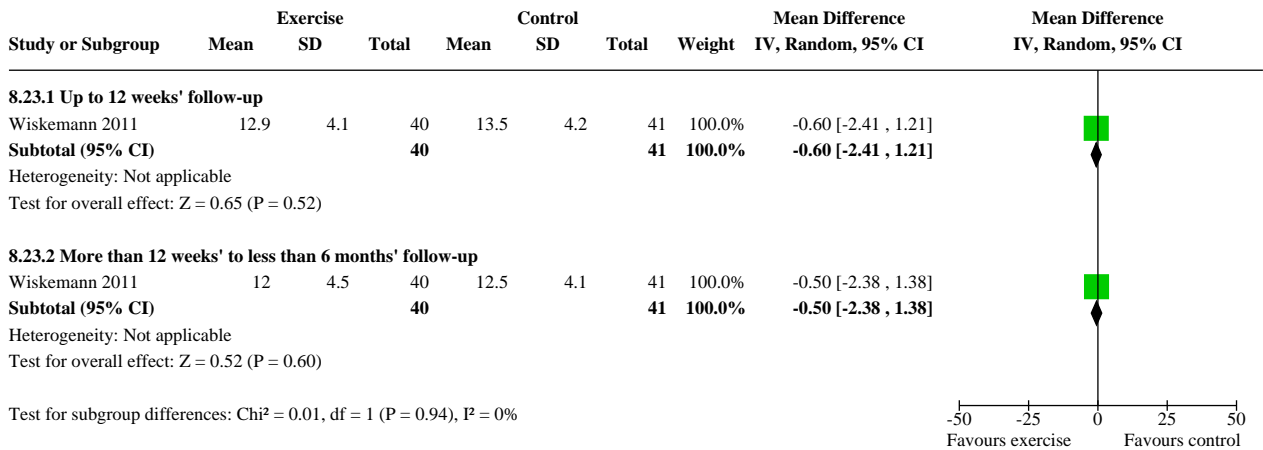 Exercise Control Mean Difference Mean Difference
Study or Subgroup Mean SD Total Mean SD Total Weight IV, Random, 95% CI IV, Random, 95% CI
8.23.1 Up to 12 weeks' follow-up
Wiskemann 2011 12.9 4.1 40 13.5 4.2 41 100.0% -0.60 [-2.41 , 1.21]
Subtotal (95% CI) 40 41 100.0% -0.60 [-2.41 , 1.21]
Heterogeneity: Not applicable
Test for overall effect: Z = 0.65 (P = 0.52)
8.23.2 More than 12 weeks' to less than 6 months' follow-up
Wiskemann 2011 12 4.5 40 12.5 4.1 41 100.0% -0.50 [-2.38 , 1.38]
Subtotal (95% CI) 40 41 100.0% -0.50 [-2.38 , 1.38]
Heterogeneity: Not applicable
Test for overall effect: Z = 0.52 (P = 0.60)
Test for subgroup differences: Chi² = 0.01, df = 1 (P = 0.94), I² = 0%
-50 -25 0 25 50
Favours exercise Favours control